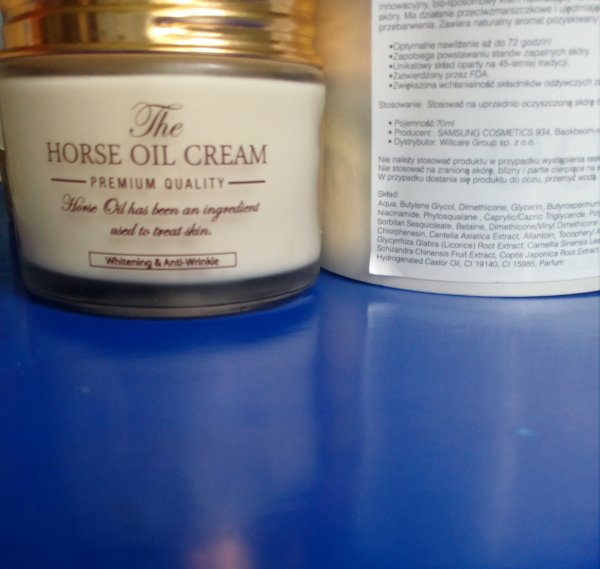 The
HORSE OIL CREAM
PREMIUM QUALITY
Horse Oil has been an ingredient
used to treat skin.
Whitening & Anti-Wrinkle
innowacyjny, bio-liposomowy
skóry. Ma działanie przeciwzmarszczkowe i
przebarwienia. Zawiera naturalny aromat pozyskiwany
•Optymalne nawilżenie aż do 72 godzin!
•Zapobiega powstawaniu stanów zapalnych skóry.
•Unikatowy skład oparty na 45-letniej tradycji.
•Zatwierdzony przez FDA.
•Zwiększona wchłanialność składników odżywczych
Stosowanie: Stosować na uprzednio oczyszczoną skórę
• Pojemność:70ml
• Producent : SAMSUNG COSMETICS 934, Backbeom-
• Dystrybutor: Willcare Group sp. z o.o.
Nie należy stosować produktu w przypadku wystąpienia
Nie stosować na zranioną skórę, blizny i partie cierpiące na
W przypadku dostania się produktu do oczu, przemyć wodą.
Skład:
Aqua, Butylene Glycol, Dimethicone, Glycerin, Butyrospermum
Niacinamide, Phytosqualane , Caprylic/Capric Triglyceride,
Sorbitan Sesquioleate, Betaine, Dimethicone/Vinyl Dimethicone
Chlorphenesin, Centella Asiatica Extract, Allantoin, Tocopheryl
Glycyrrhiza Glabra (Licorice) Root Extract, Camellia Sinensis
Schizandra Chinensis Fruit Extract, Coptis Japonica Root Extract
Hydrogenated Castor Oil, CI 19140, CI 15985, Parfum